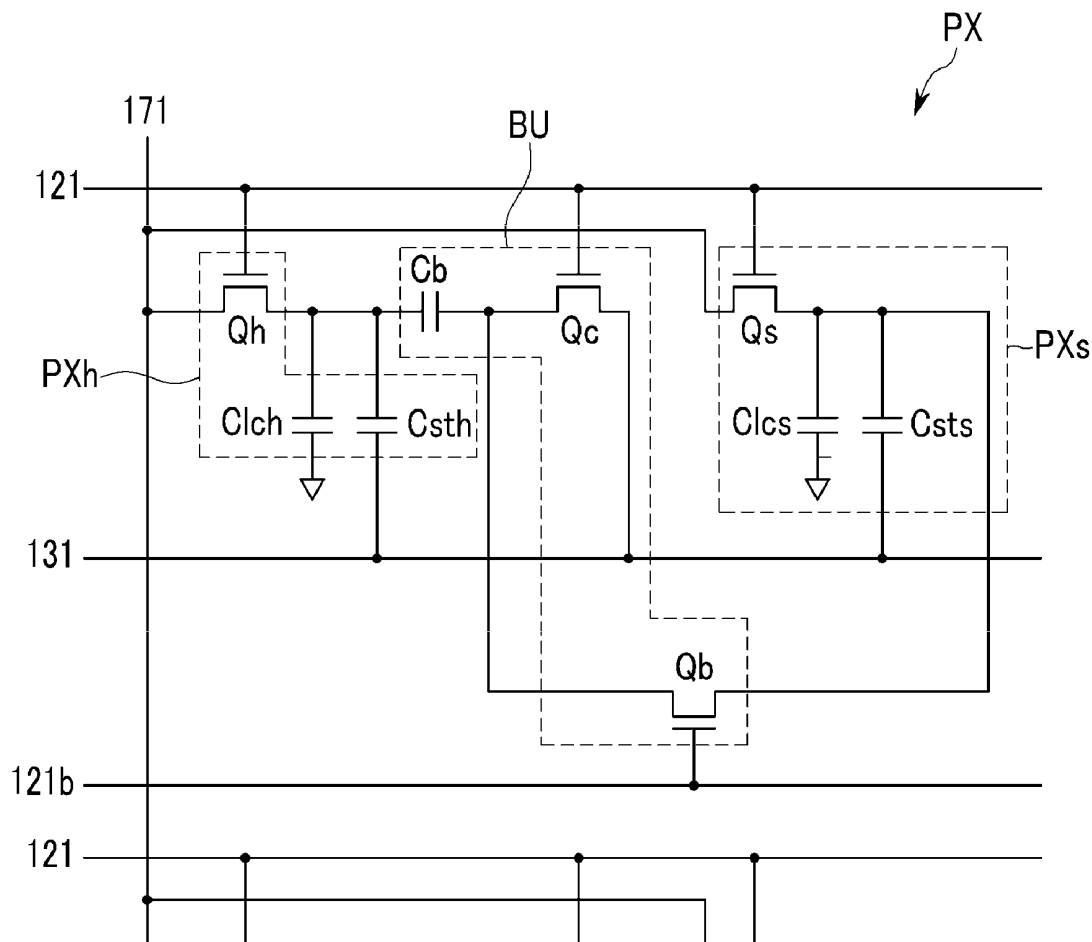 PX
171
BU
121
Cb
Qh
Qc
Qs
PXh
PXs
Clch
Csth
Clcs
Csts
131
Qb
121b
121